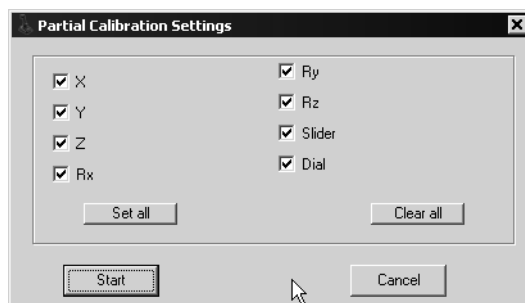 Partial Calibration Settings
X
Y
Z
Rx
Ry
Rz
Slider
Dial
Set all
Clear all
Start
Cancel